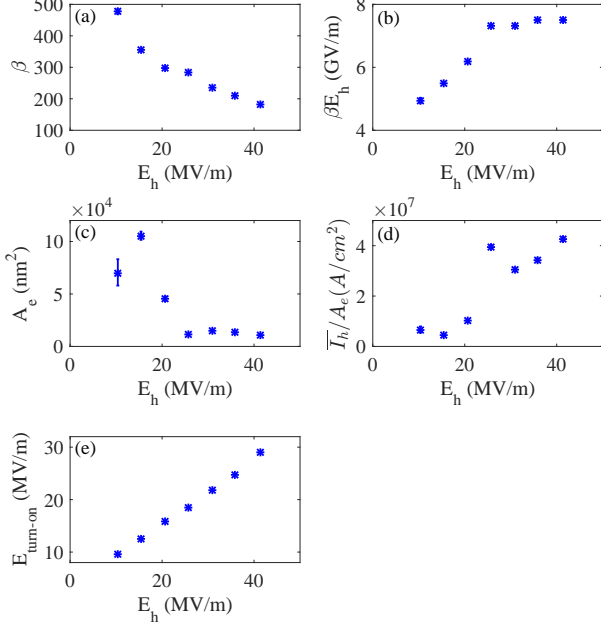 (a)
500
400
300
200
100
β
0 20 40
E_h (MV/m)
(b)
8
6
4
βE_h (GV/m)
0 20 40
E_h (MV/m)
×10^4
(c)
10
5
0
A_e (nm^2)
0 20 40
E_h (MV/m)
×10^7
(d)
4
2
0
\overline{I_h}/A_e(A/cm^2)
0 20 40
E_h (MV/m)
(e)
30
20
10
E_turn-on (MV/m)
0 20 40
E_h (MV/m)